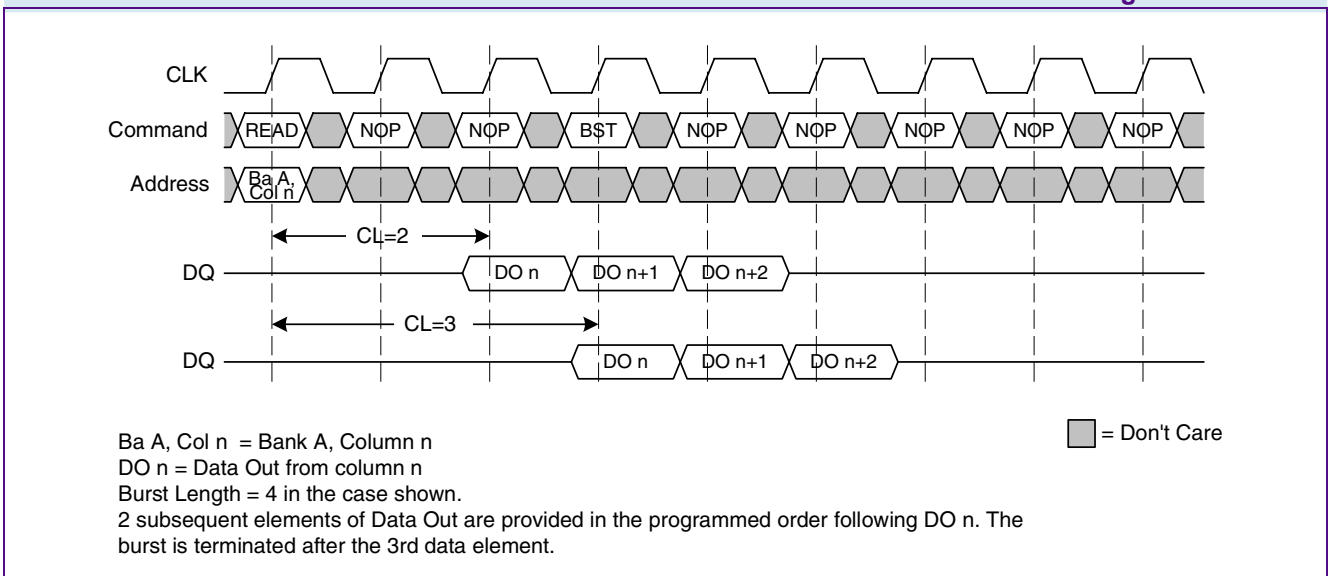 CLK
Command READ NOP NOP BST NOP NOP NOP NOP NOP
Address Ba A,
Col n
CL=2
DQ DO n DO n+1 DO n+2
CL=3
DQ DO n DO n+1 DO n+2
Ba A, Col n = Bank A, Column n
= Don't Care
DO n = Data Out from column n
Burst Length = 4 in the case shown.
2 subsequent elements of Data Out are provided in the programmed order following DO n. The
burst is terminated after the 3rd data element.